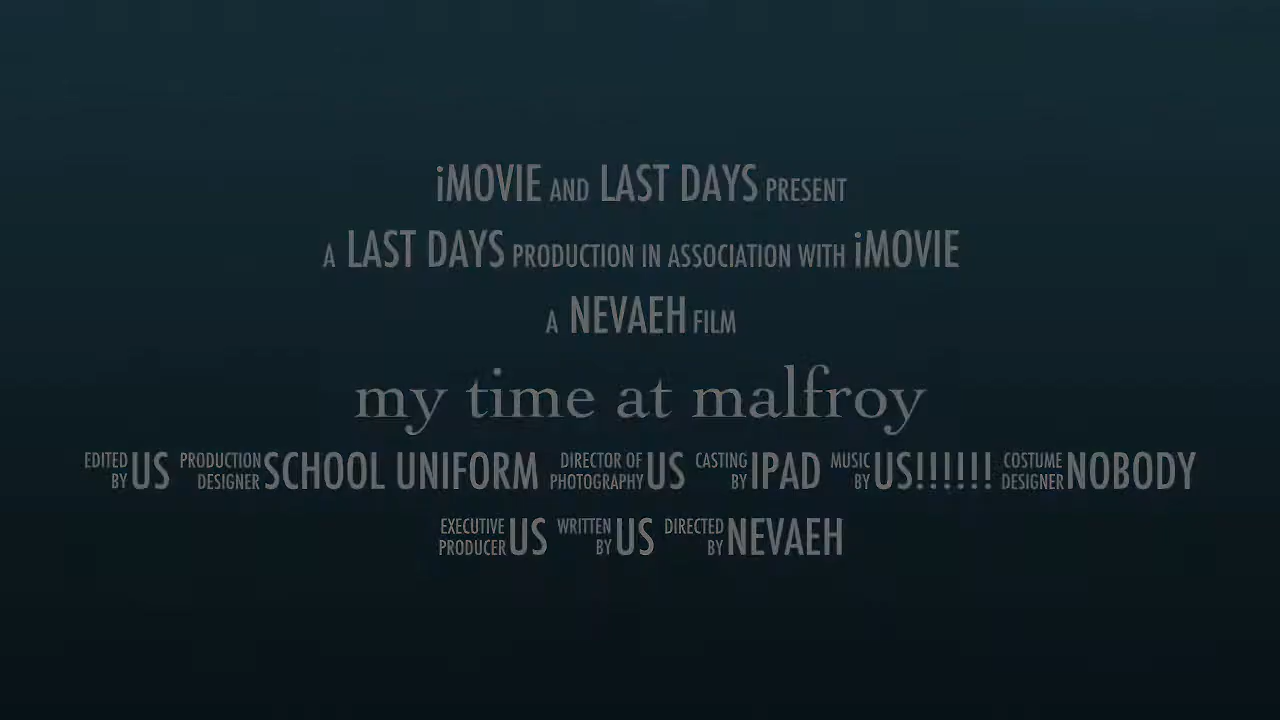 iMOVIE AND LAST DAYS PRESENT
A LAST DAYS PRODUCTION IN ASSOCIATION WITH iMOVIE
A NEVAEH FILM
my time at malfroy
EDITED BY US PRODUCTION DESIGNER SCHOOL UNIFORM DIRECTOR OF PHOTOGRAPHY US CASTING BY IPAD MUSIC BY US!!!!!! COSTUME DESIGNER NOBODY
EXECUTIVE PRODUCER US WRITTEN BY US DIRECTED BY NEVAEH